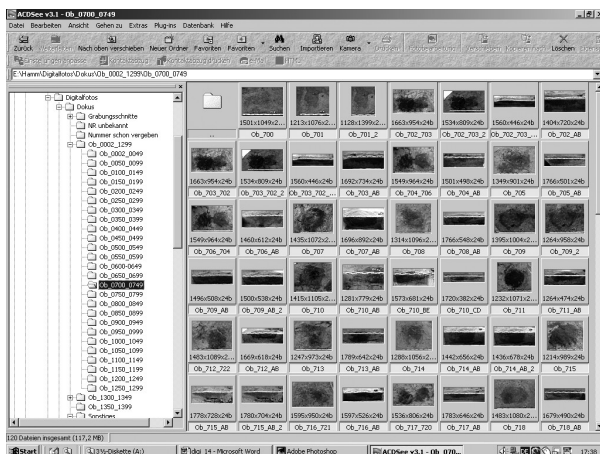 ACDSee v3.1 - Ob_0700_0749
Datei Bearbeiten Ansicht Gehen zu Extras Plug-ins Datenbank Hilfe
Zurück Nach oben verschieben Neuer Ordner Favoriten Favoriten Suchen Importieren Kamera Löschen
E:\Hamm\Digitalfotos\Dokus\Ob_0002_1299\Ob_0700_0749
Digitalfotos
Dokus
Grabungsschnitte
NR unbekannt
Nummer schon vergeben
Ob_0002_1299
Ob_0002_0049
Ob_0050_0099
Ob_0100_0149
Ob_0150_0199
Ob_0200_0249
Ob_0250_0299
Ob_0300_0349
Ob_0350_0399
Ob_0400_0449
Ob_0450_0499
Ob_0500_0549
Ob_0550_0599
Ob_0600-0649
Ob_0650_0699
Ob_0700_0749
Ob_0750_0799
Ob_0800_0849
Ob_0850_0899
Ob_0900_0949
Ob_0950_0999
Ob_1000_1049
Ob_1050_1099
Ob_1100_1149
Ob_1150_1199
Ob_1200_1249
Ob_1250_1299
Ob_1300_1349
Ob_1350_1399
Sonstiges
1501x1049x2... 1213x1076x2... 1128x1399x2... 1663x954x24b 1534x809x24b 1560x446x24b 1404x720x24b
.. Ob_700 Ob_701 Ob_701_2 Ob_702_703 Ob_702_703_2 Ob_702_703_... Ob_702_AB
1663x954x24b 1534x809x24b 1560x446x24b 1692x734x24b 1549x964x24b 1501x498x24b 1349x901x24b 1766x501x24b
Ob_703_702 Ob_703_702_2 Ob_703_702_... Ob_703_AB Ob_704_706 Ob_704_AB Ob_705 Ob_705_AB
1549x964x24b 1460x612x24b 1435x1072x2... 1696x892x24b 1314x1096x2... 1766x548x24b 1395x1004x2... 1264x958x24b
Ob_706_704 Ob_706_AB Ob_707 Ob_707_AB Ob_708 Ob_708_AB Ob_709 Ob_709_2
1496x508x24b 1500x538x24b 1415x1105x2... 1281x779x24b 1573x681x24b 1720x382x24b 1232x1071x2... 1264x474x24b
Ob_709_AB Ob_709_AB_2 Ob_710 Ob_710_AB Ob_710_BE Ob_710_CD Ob_711 Ob_711_AB
1483x1089x2... 1669x618x24b 1247x973x24b 1789x642x24b 1288x1056x2... 1442x656x24b 1436x678x24b 1214x989x24b
Ob_712_722 Ob_712_AB Ob_713 Ob_713_AB Ob_714 Ob_714_AB Ob_714_AB_2 Ob_715
1778x728x24b 1780x704x24b 1595x950x24b 1597x526x24b 1536x806x24b 1783x646x24b 1483x1080x2... 1679x490x24b
Ob_715_AB Ob_715_AB_2 Ob_716_721 Ob_716_AB Ob_717_720 Ob_717_AB Ob_718 Ob_718_AB
120 Dateien insgesamt (117,2 MB)
Start 3½-Diskette (A:) digi_14 - Microsoft Word Adobe Photoshop ACDSee v3.1 - Ob_070... 17:38